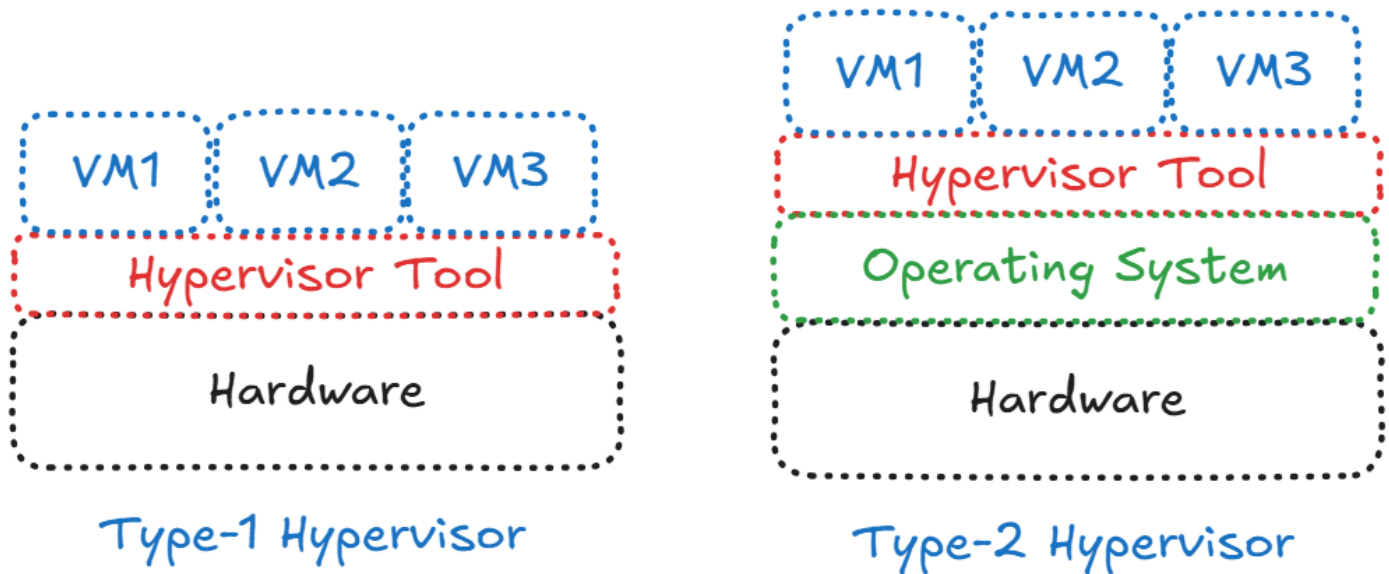 VM1 VM2 VM3
Hypervisor Tool
Hardware
Type-1 Hypervisor
VM1 VM2 VM3
Hypervisor Tool
Operating System
Hardware
Type-2 Hypervisor